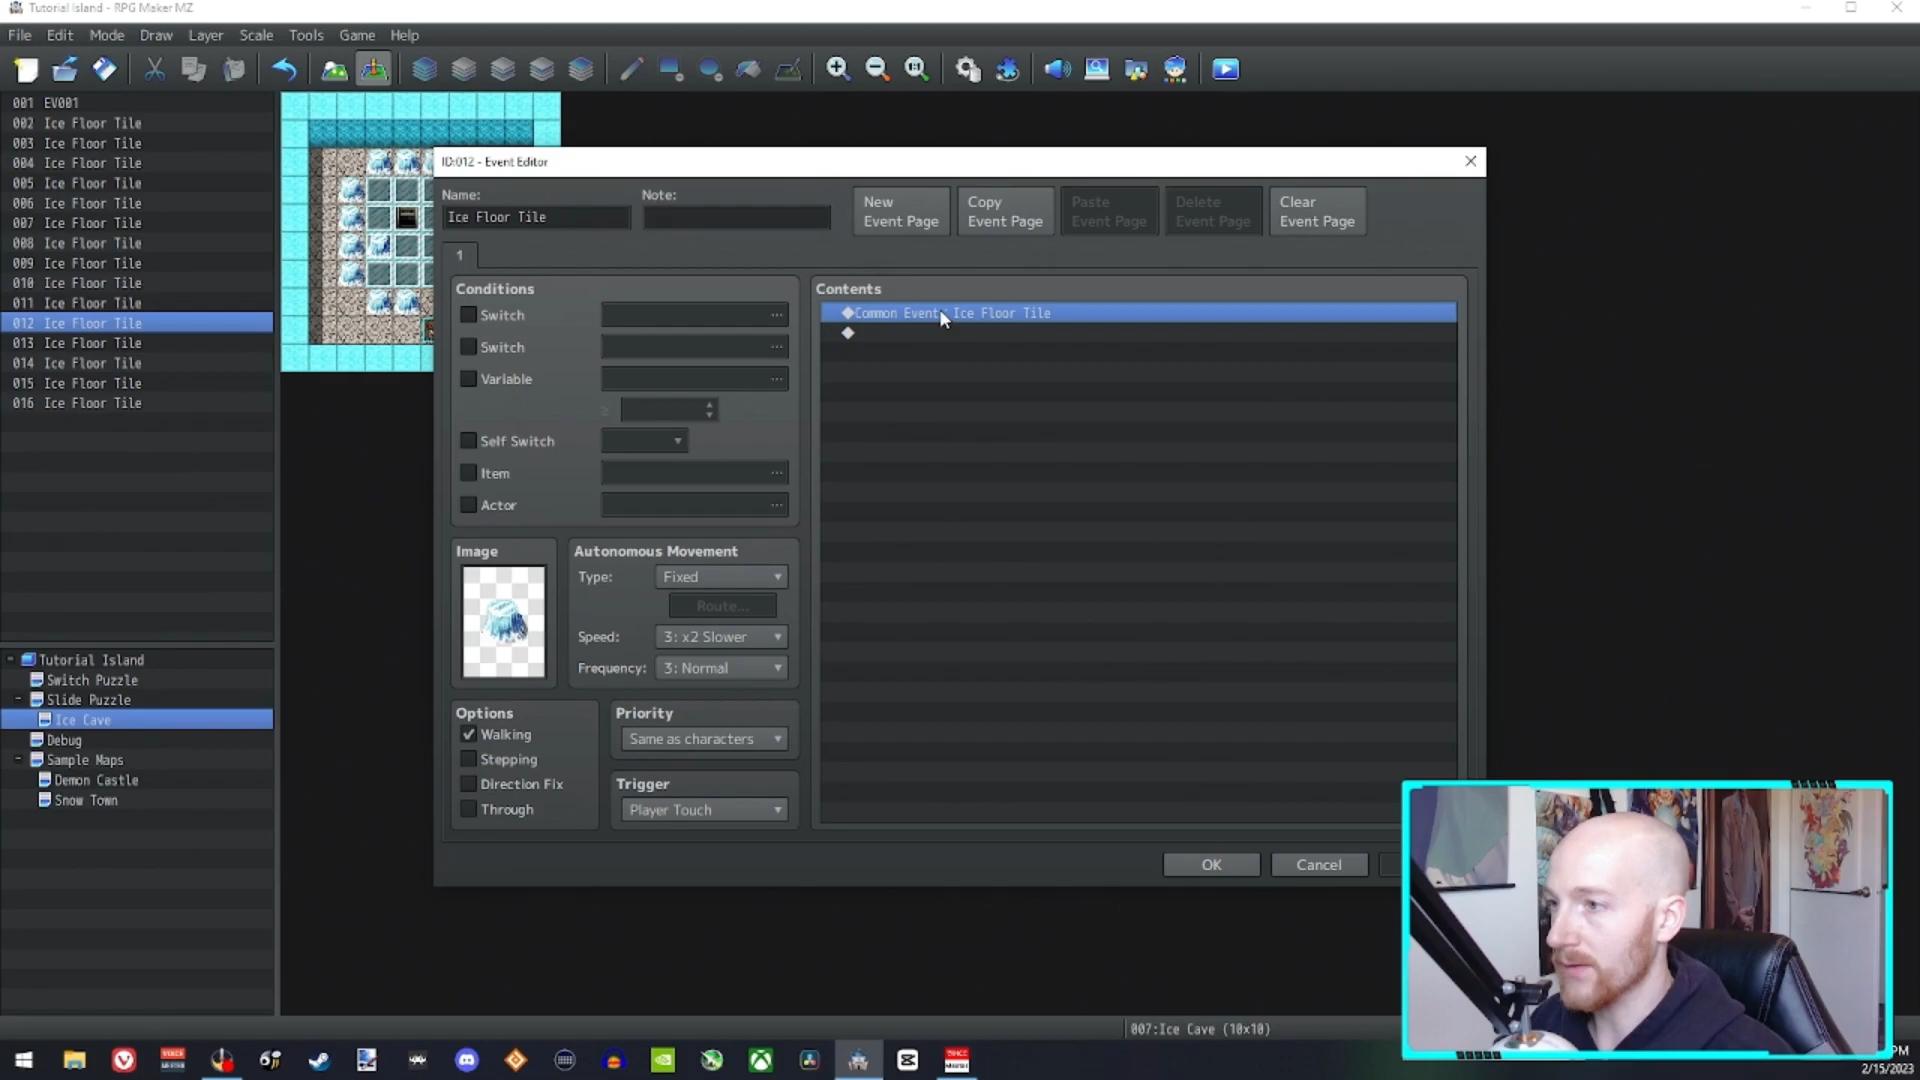 Tutorial Island - RPG Maker MZ
File Edit Mode Draw Layer Scale Tools Game Help
001 EV001
002 Ice Floor Tile
003 Ice Floor Tile
004 Ice Floor Tile
005 Ice Floor Tile
006 Ice Floor Tile
007 Ice Floor Tile
008 Ice Floor Tile
009 Ice Floor Tile
010 Ice Floor Tile
011 Ice Floor Tile
012 Ice Floor Tile
013 Ice Floor Tile
014 Ice Floor Tile
015 Ice Floor Tile
016 Ice Floor Tile
Tutorial Island
Switch Puzzle
Slide Puzzle
Ice Cave
Debug
Sample Maps
Demon Castle
Snow Town
ID:012 - Event Editor
Name:
Ice Floor Tile
Note:
New
Event Page
Copy
Event Page
Paste
Event Page
Delete
Event Page
Clear
Event Page
1
Conditions
Switch ...
Switch ...
Variable ...
≥
Self Switch
Item ...
Actor ...
Image
Autonomous Movement
Type: Fixed
Route...
Speed: 3: x2 Slower
Frequency: 3: Normal
Options
Walking
Stepping
Direction Fix
Through
Priority
Same as characters
Trigger
Player Touch
Contents
◆Common Event: Ice Floor Tile
◆
OK
Cancel
007:Ice Cave (10x10)
PM
2/15/2023